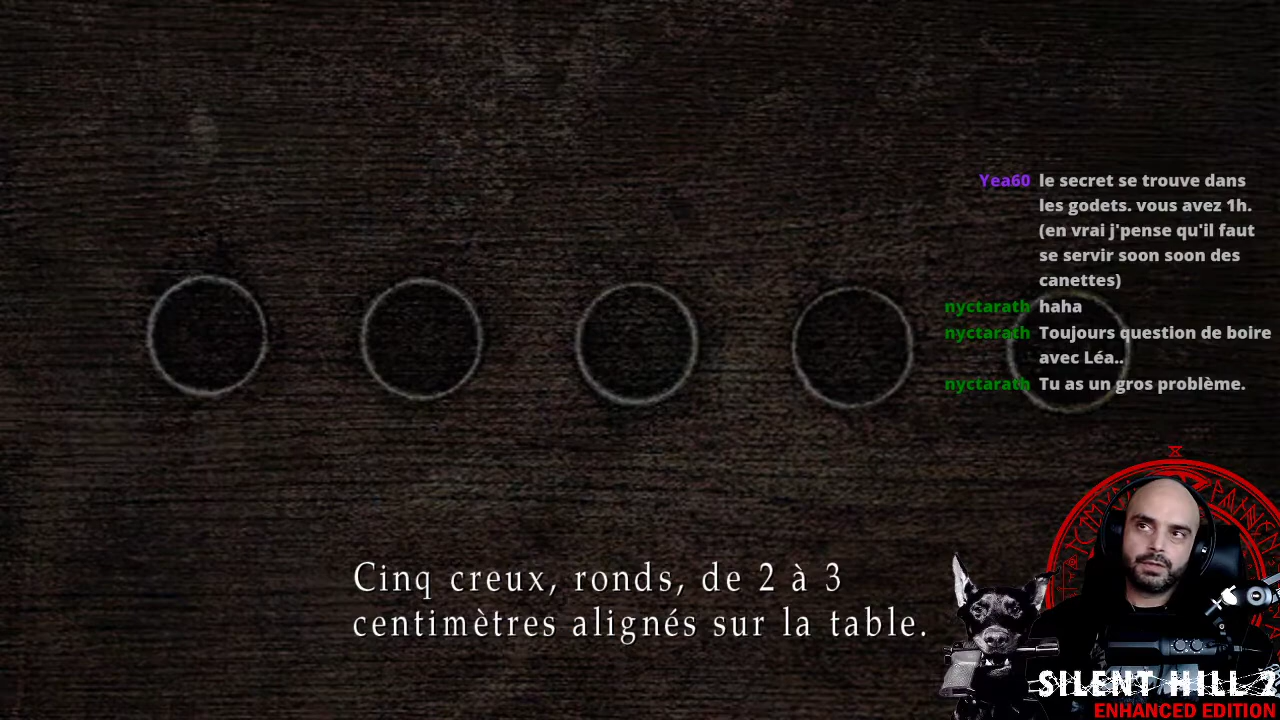 Yea60 le secret se trouve dans
les godets. vous avez 1h.
(en vrai j'pense qu'il faut
se servir soon soon des
canettes)
nyctarath haha
nyctarath Toujours question de boire
avec Léa..
nyctarath Tu as un gros problème.
Cinq creux, ronds, de 2 à 3
centimètres alignés sur la table.
SILENT HILL 2
ENHANCED EDITION